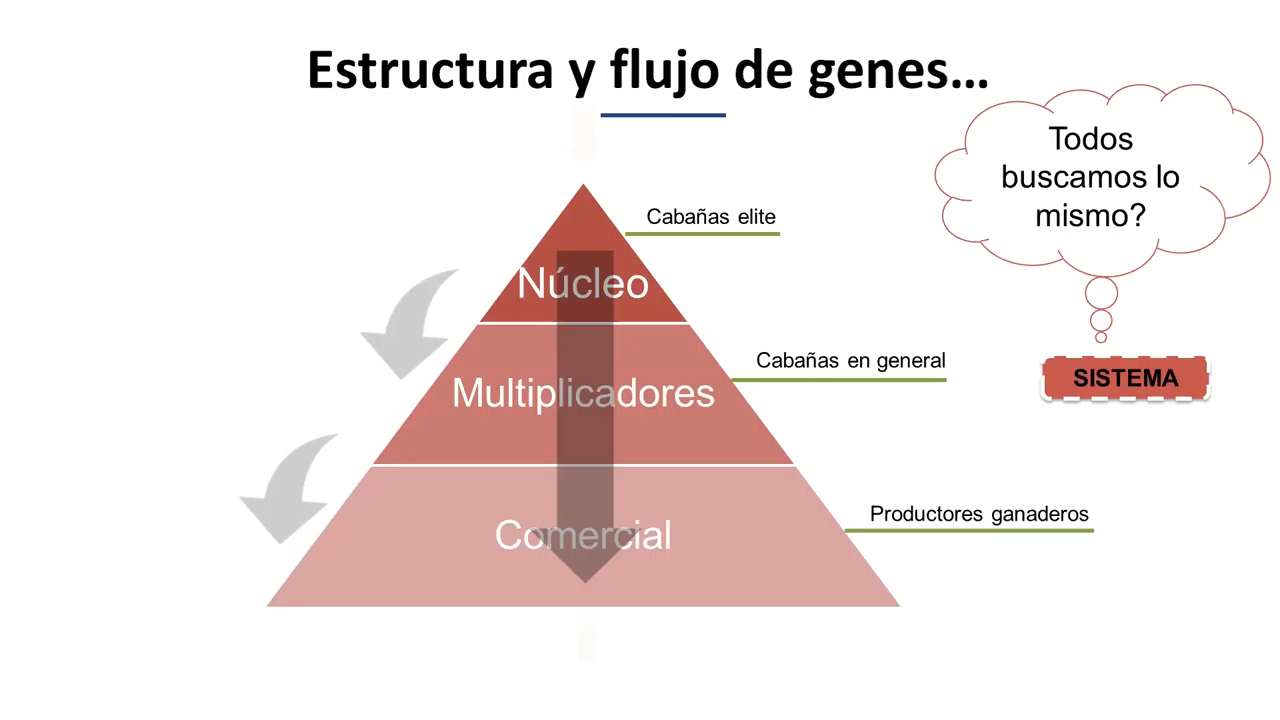 Estructura y flujo de genes...
Todos
buscamos lo
mismo?
Cabañas elite
Núcleo
Cabañas en general
SISTEMA
Multiplicadores
Productores ganaderos
Comercial